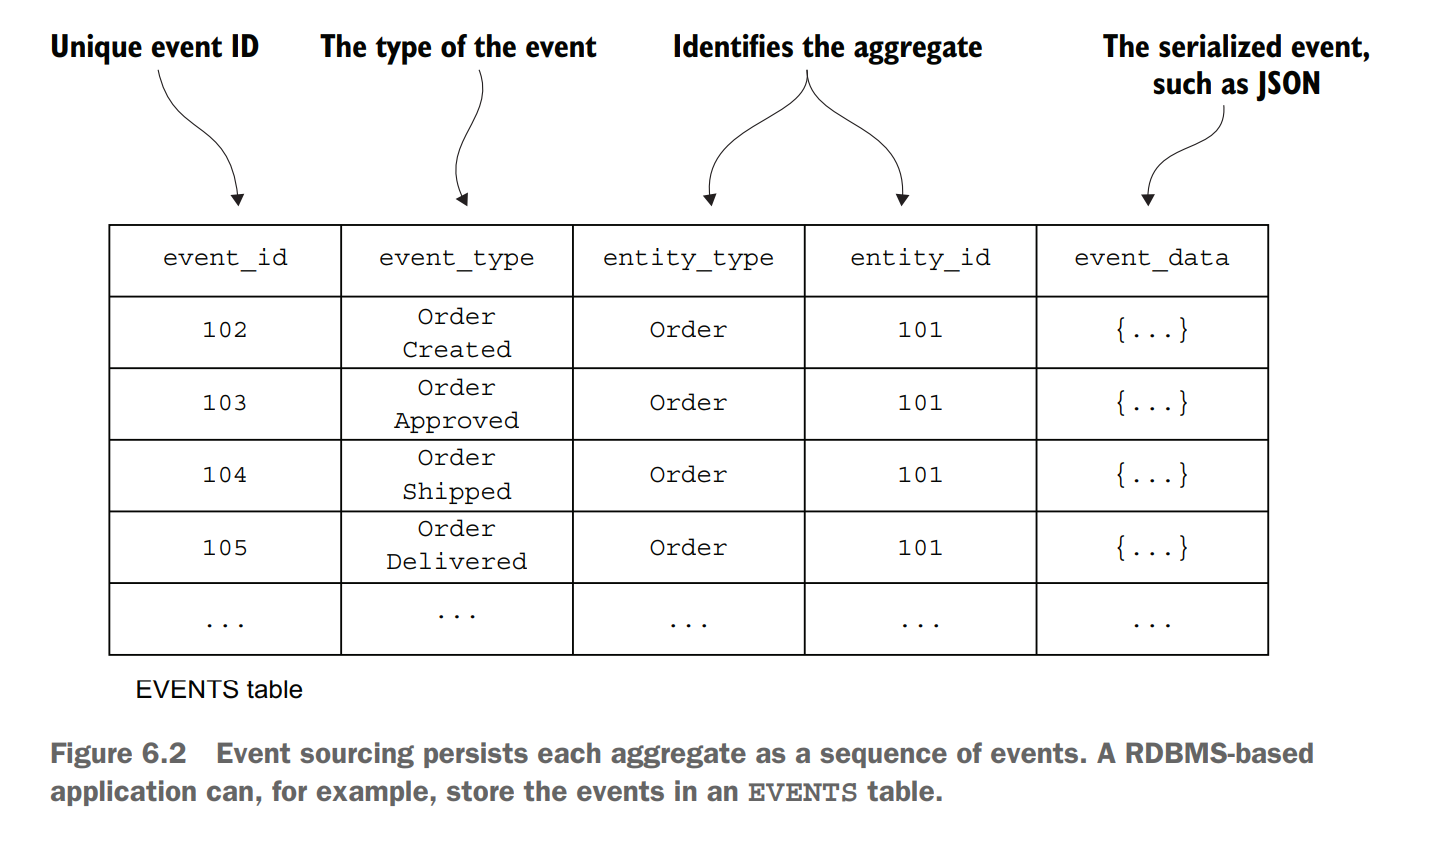 Unique event ID
The type of the event
Identifies the aggregate
The serialized event,
such as JSON
event_id event_type entity_type entity_id event_data
102 Order Created Order 101 {...}
103 Order Approved Order 101 {...}
104 Order Shipped Order 101 {...}
105 Order Delivered Order 101 {...}
... ... ... ... ...
EVENTS table
Figure 6.2 Event sourcing persists each aggregate as a sequence of events. A RDBMS-based
application can, for example, store the events in an EVENTS table.